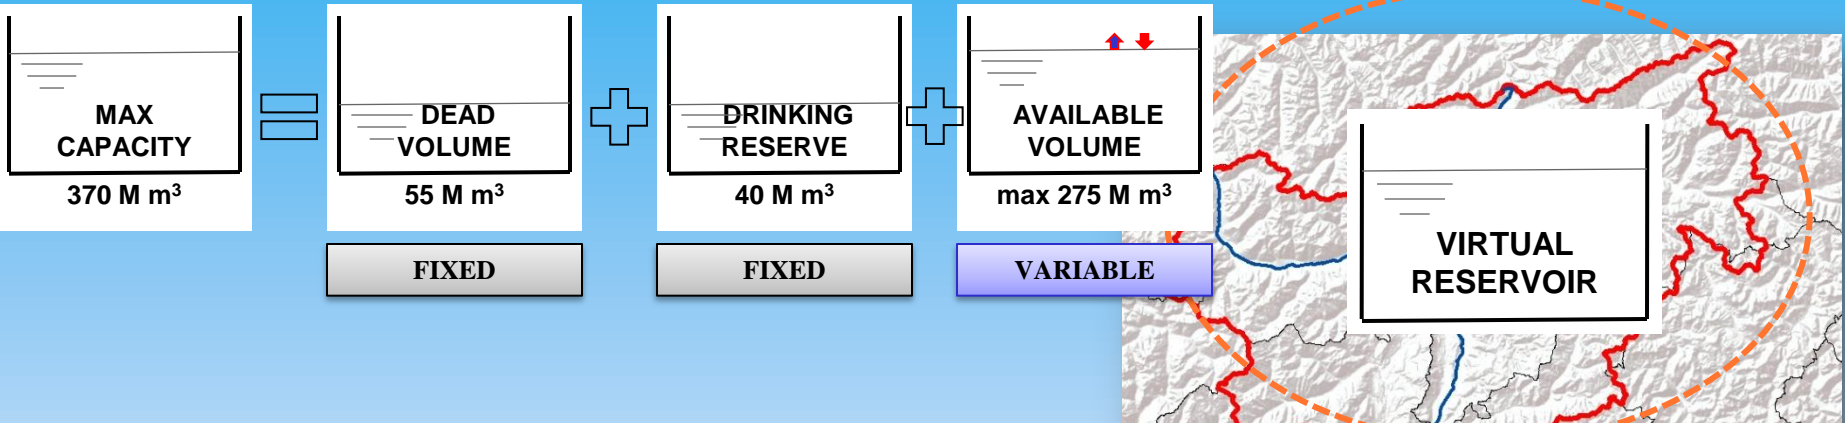 MAX
CAPACITY
370 M m³
DEAD
VOLUME
55 M m³
FIXED
DRINKING
RESERVE
40 M m³
FIXED
AVAILABLE
VOLUME
max 275 M m³
VARIABLE
VIRTUAL
RESERVOIR